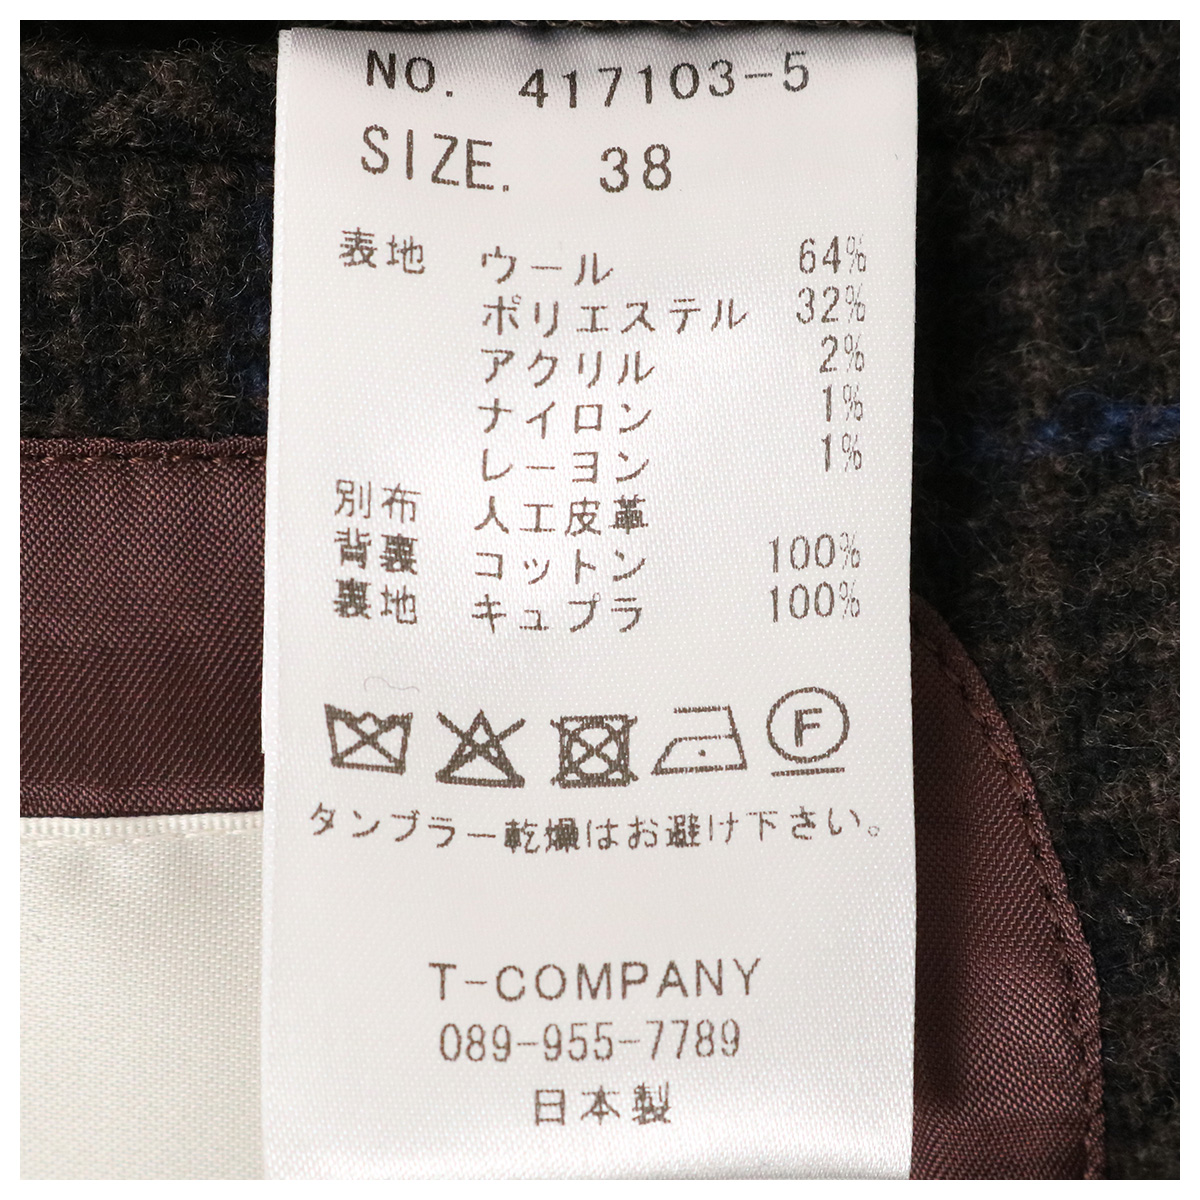 NO. 417103-5
SIZE. 38
表地 ウール 64%
ポリエステル 32%
アクリル 2%
ナイロン 1%
レーヨン 1%
別布 人工皮革
背裏 コットン 100%
裏地 キュプラ 100%
F
タンブラー乾燥はお避け下さい。
T-COMPANY
089-955-7789
日本製